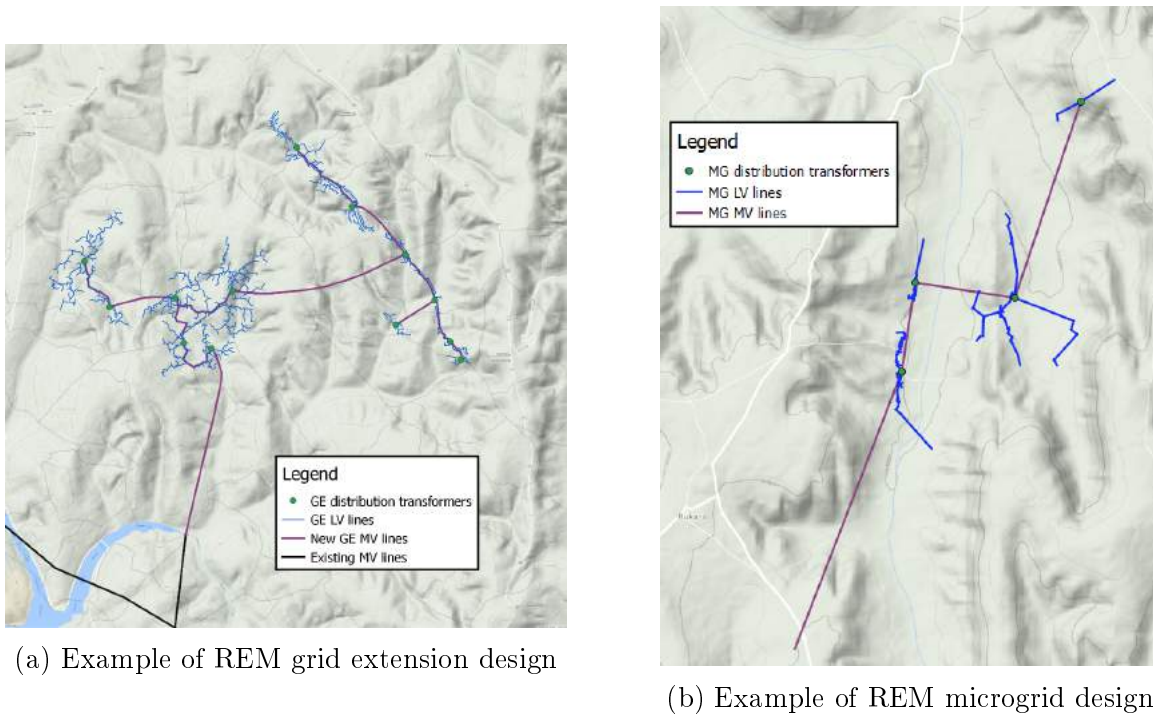 Legend
GE distribution transformers
GE LV lines
New GE MV lines
Existing MV lines
(a) Example of REM grid extension design
Legend
MG distribution transformers
MG LV lines
MG MV lines
(b) Example of REM microgrid design